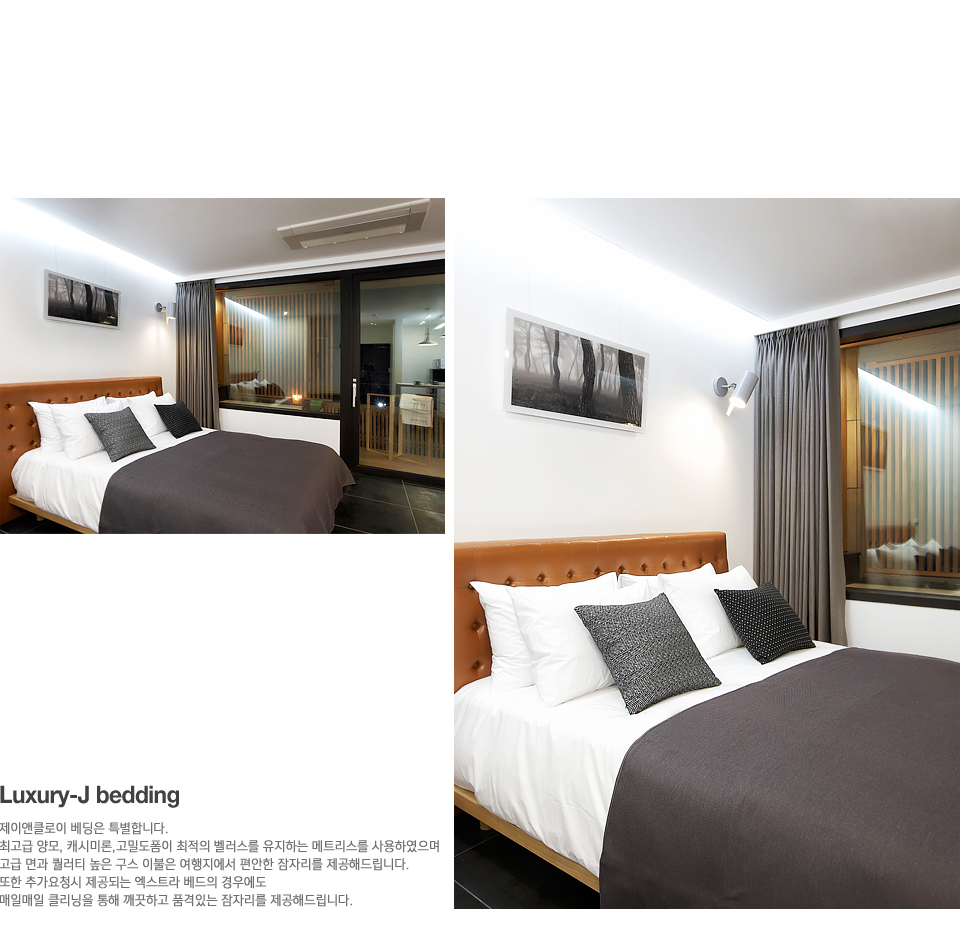 Luxury-J bedding
제이앤클로이 베딩은 특별합니다.
최고급 양모, 캐시미론,고밀도폼이 최적의 벨러스를 유지하는 메트리스를 사용하였으며
고급 면과 퀄러티 높은 구스 이불은 여행지에서 편안한 잠자리를 제공해드립니다.
또한 추가요청시 제공되는 엑스트라 베드의 경우에도
매일매일 클리닝을 통해 깨끗하고 품격있는 잠자리를 제공해드립니다.